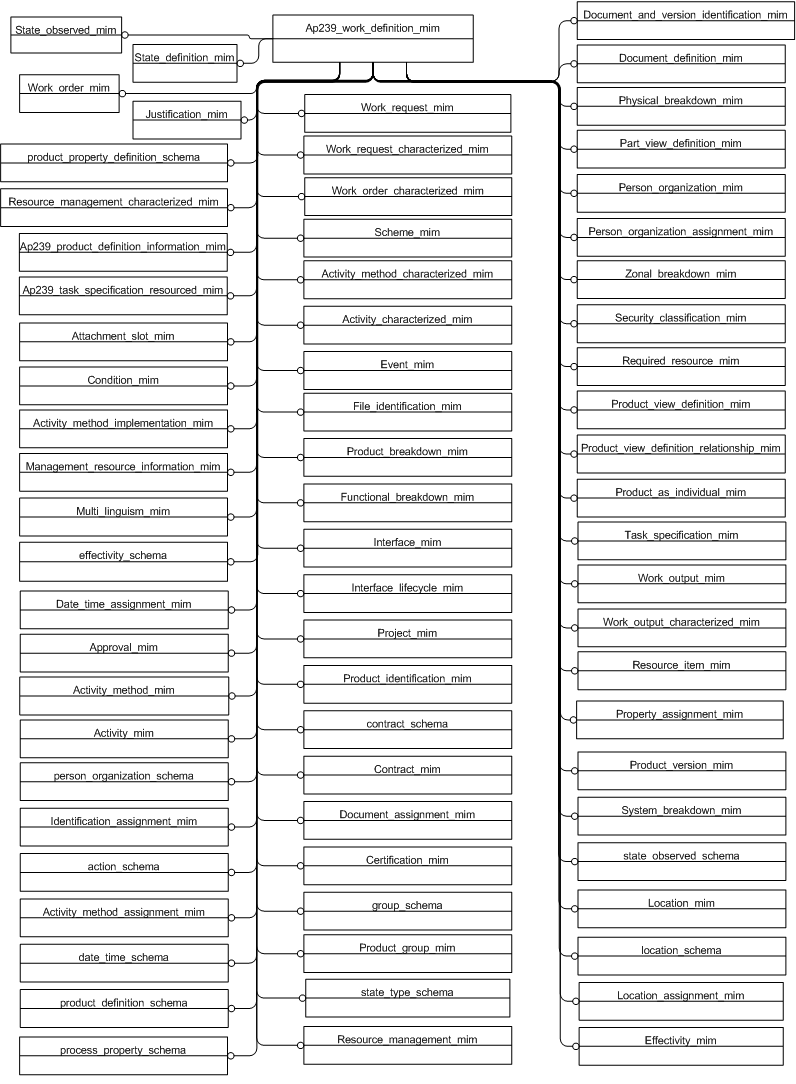 Ap239_work_definition_mim
State_observed_mim
State_definition_mim
Work_order_mim
Justification_mim
product_property_definition_schema
Resource_management_characterized_mim
Ap239_product_definition_information_mim
Ap239_task_specification_resourced_mim
Attachment_slot_mim
Condition_mim
Activity_method_implementation_mim
Management_resource_information_mim
Multi_linguism_mim
effectivity_schema
Date_time_assignment_mim
Approval_mim
Activity_method_mim
Activity_mim
person_organization_schema
Identification_assignment_mim
action_schema
Activity_method_assignment_mim
date_time_schema
product_definition_schema
process_property_schema
Work_request_mim
Work_request_characterized_mim
Work_order_characterized_mim
Scheme_mim
Activity_method_characterized_mim
Activity_characterized_mim
Event_mim
File_identification_mim
Product_breakdown_mim
Functional_breakdown_mim
Interface_mim
Interface_lifecycle_mim
Project_mim
Product_identification_mim
contract_schema
Contract_mim
Document_assignment_mim
Certification_mim
group_schema
Product_group_mim
state_type_schema
Resource_management_mim
Document_and_version_identification_mim
Document_definition_mim
Physical_breakdown_mim
Part_view_definition_mim
Person_organization_mim
Person_organization_assignment_mim
Zonal_breakdown_mim
Security_classification_mim
Required_resource_mim
Product_view_definition_mim
Product_view_definition_relationship_mim
Product_as_individual_mim
Task_specification_mim
Work_output_mim
Work_output_characterized_mim
Resource_item_mim
Property_assignment_mim
Product_version_mim
System_breakdown_mim
state_observed_schema
Location_mim
location_schema
Location_assignment_mim
Effectivity_mim